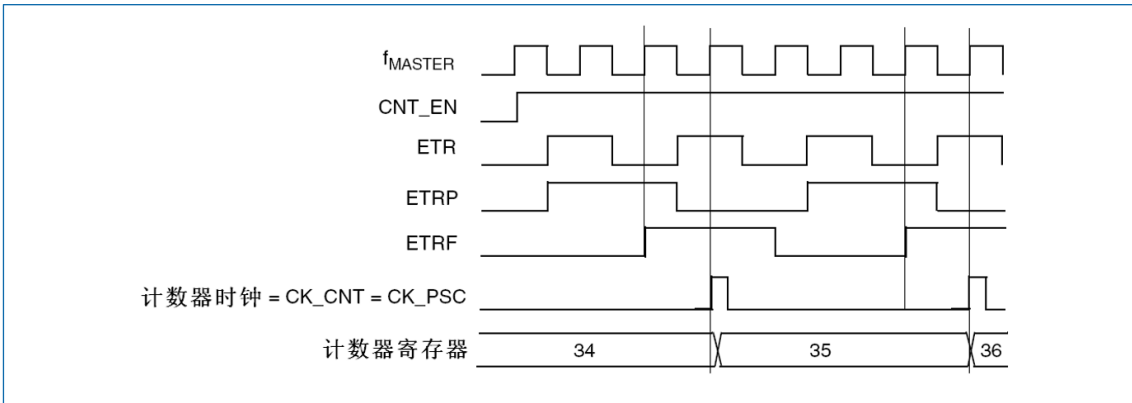 fMASTER
CNT_EN
ETR
ETRP
ETRF
计数器时钟 = CK_CNT = CK_PSC
计数器寄存器 34 35 36